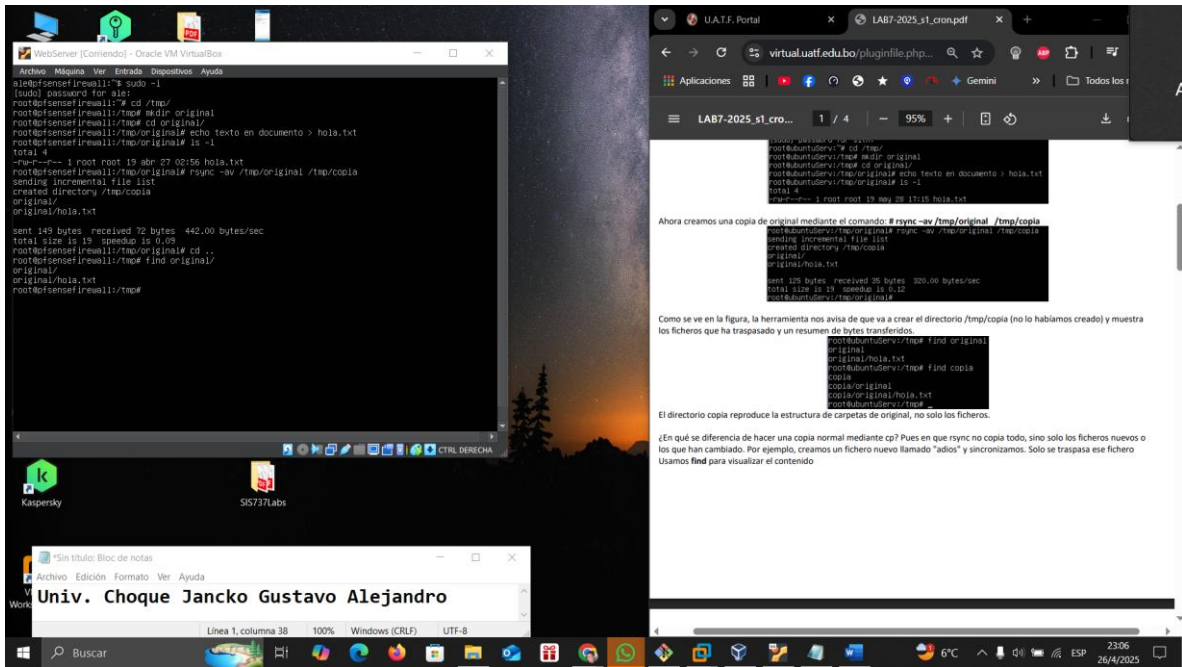 WebServer [Corriendo] - Oracle VM VirtualBox
Archivo Máquina Ver Entrada Dispositivos Ayuda
ale@pfsensefirewall:~$ sudo -i
[sudo] password for ale:
root@pfsensefirewall:~# cd /tmp/
root@pfsensefirewall:/tmp# mkdir original
root@pfsensefirewall:/tmp# cd original/
root@pfsensefirewall:/tmp/original# echo texto en documento > hola.txt
root@pfsensefirewall:/tmp/original# ls -l
total 4
-rw-r--r-- 1 root root 19 abr 27 02:56 hola.txt
root@pfsensefirewall:/tmp/original# rsync -av /tmp/original /tmp/copia
sending incremental file list
created directory /tmp/copia
original/
original/hola.txt
sent 149 bytes received 72 bytes 442.00 bytes/sec
total size is 19 speedup is 0.09
root@pfsensefirewall:/tmp/original# cd ..
root@pfsensefirewall:/tmp# find original/
original/
original/hola.txt
root@pfsensefirewall:/tmp#
CTRL DERECHA
Kaspersky
SIS737Labs
*Sin título: Bloc de notas
Archivo Edición Formato Ver Ayuda
Univ. Choque Jancko Gustavo Alejandro
Línea 1, columna 38 100% Windows (CRLF) UTF-8
U.A.T.F. Portal
LAB7-2025_s1_cron.pdf
virtual.uatf.edu.bo/pluginfile.php...
Aplicaciones
Gemini
Todos los
LAB7-2025_s1_cro... 1 / 4 95%
root@ubuntuServ:~# cd /tmp/
root@ubuntuServ:/tmp# mkdir original
root@ubuntuServ:/tmp# cd original/
root@ubuntuServ:/tmp/original# echo texto en documento > hola.txt
root@ubuntuServ:/tmp/original# ls -l
total 4
-rw-r--r-- 1 root root 19 may 28 17:15 hola.txt
Ahora creamos una copia de original mediante el comando: # rsync –av /tmp/original /tmp/copia
root@ubuntuServ:/tmp/original# rsync -av /tmp/original /tmp/copia
sending incremental file list
created directory /tmp/copia
original/
original/hola.txt
sent 125 bytes received 35 bytes 320.00 bytes/sec
total size is 19 speedup is 0.12
root@ubuntuServ:/tmp/original#
Como se ve en la figura, la herramienta nos avisa de que va a crear el directorio /tmp/copia (no lo habíamos creado) y muestra
los ficheros que ha traspasado y un resumen de bytes transferidos.
root@ubuntuServ:/tmp# find original
original
original/hola.txt
root@ubuntuServ:/tmp# find copia
copia
copia/original
copia/original/hola.txt
root@ubuntuServ:/tmp# _
El directorio copia reproduce la estructura de carpetas de original, no solo los ficheros.
¿En qué se diferencia de hacer una copia normal mediante cp? Pues en que rsync no copia todo, sino solo los ficheros nuevos o
los que han cambiado. Por ejemplo, creamos un fichero nuevo llamado "adios" y sincronizamos. Solo se traspasa ese fichero
Usamos find para visualizar el contenido
Buscar
6°C
ESP
23:06
26/4/2025